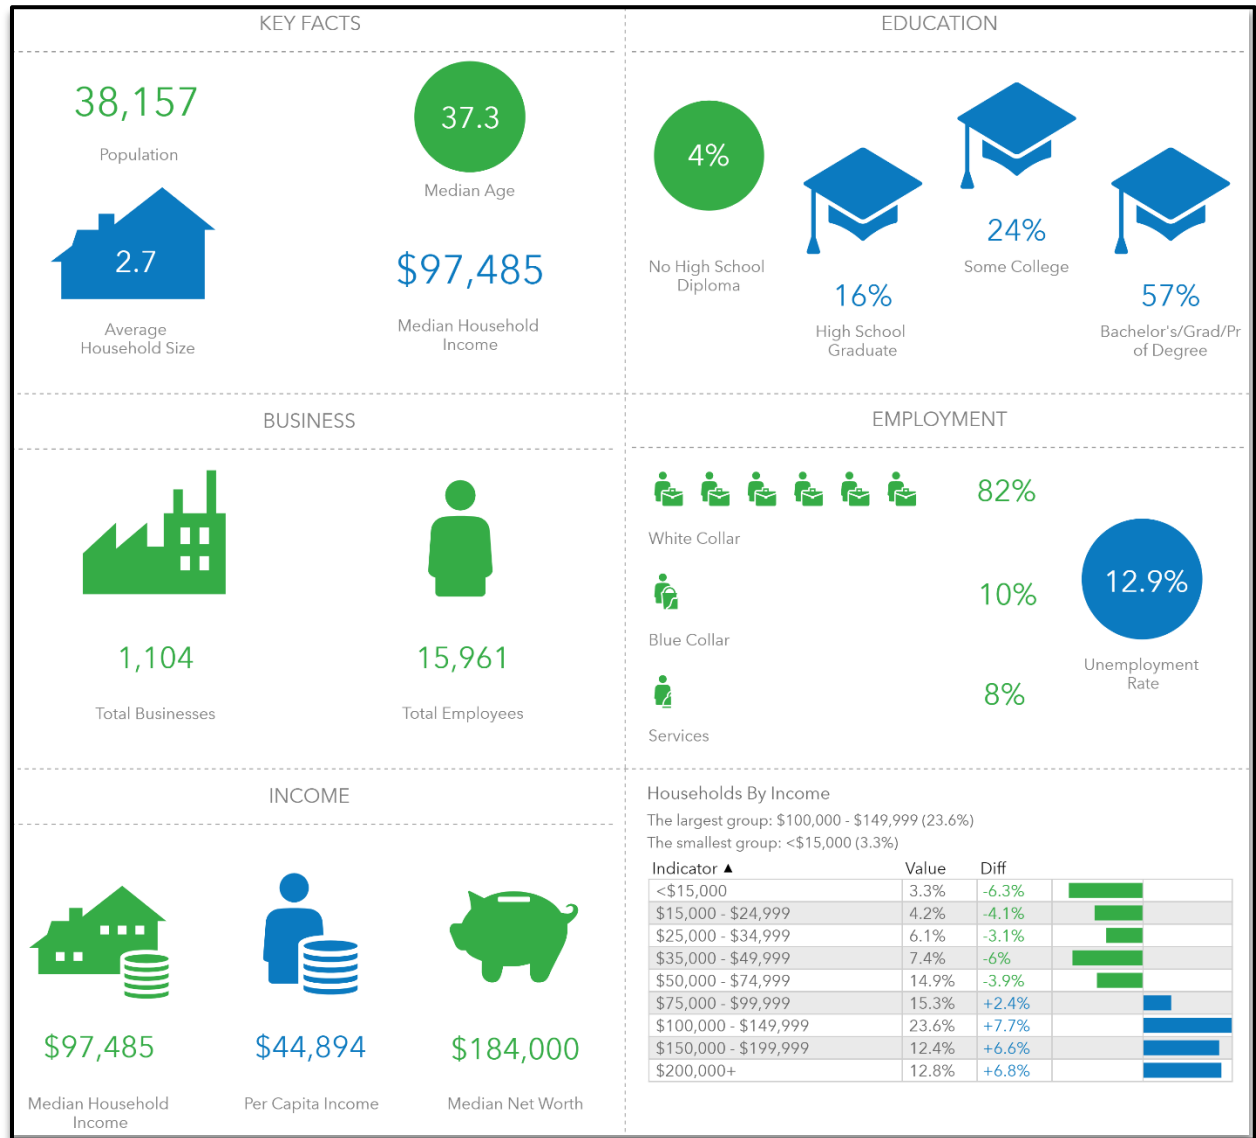 KEY FACTS
38,157
Population
37.3
Median Age
2.7
Average
Household Size
$97,485
Median Household
Income
EDUCATION
4%
No High School
Diploma
16%
High School
Graduate
24%
Some College
57%
Bachelor's/Grad/Pr
of Degree
BUSINESS
1,104
Total Businesses
15,961
Total Employees
EMPLOYMENT
82%
White Collar
10%
Blue Collar
8%
Services
12.9%
Unemployment
Rate
INCOME
$97,485
Median Household
Income
$44,894
Per Capita Income
$184,000
Median Net Worth
Households By Income
The largest group: $100,000 - $149,999 (23.6%)
The smallest group: <$15,000 (3.3%)
Indicator ▲ Value Diff
<$15,000 3.3% -6.3%
$15,000 - $24,999 4.2% -4.1%
$25,000 - $34,999 6.1% -3.1%
$35,000 - $49,999 7.4% -6%
$50,000 - $74,999 14.9% -3.9%
$75,000 - $99,999 15.3% +2.4%
$100,000 - $149,999 23.6% +7.7%
$150,000 - $199,999 12.4% +6.6%
$200,000+ 12.8% +6.8%